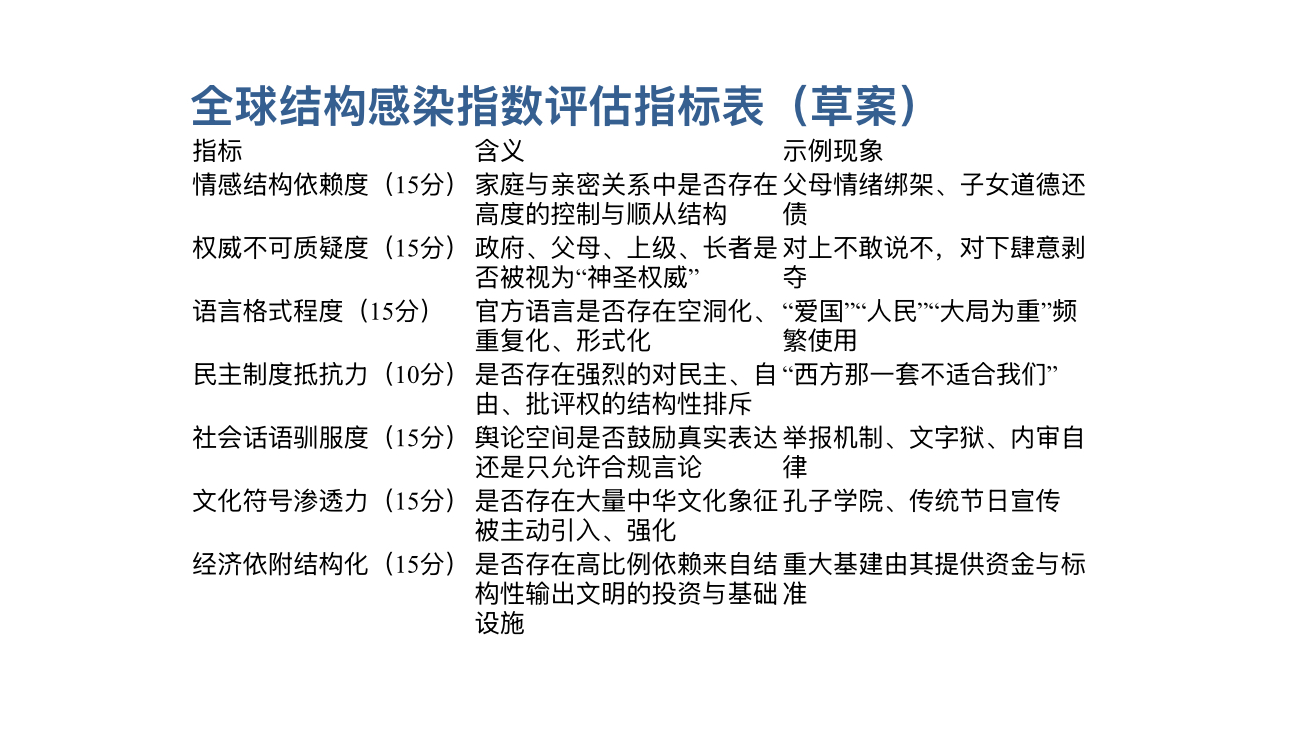 全球结构感染指数评估指标表（草案）
指标 含义 示例现象
情感结构依赖度（15分） 家庭与亲密关系中是否存在 父母情绪绑架、子女道德还
高度的控制与顺从结构 债
权威不可质疑度（15分） 政府、父母、上级、长者是 对上不敢说不，对下肆意剥
否被视为“神圣权威” 夺
语言格式程度（15分） 官方语言是否存在空洞化、 “爱国”“人民”“大局为重”频
重复化、形式化 繁使用
民主制度抵抗力（10分） 是否存在强烈的对民主、自 “西方那一套不适合我们”
由、批评权的结构性排斥
社会话语驯服度（15分） 舆论空间是否鼓励真实表达 举报机制、文字狱、内审自
还是只允许合规言论 律
文化符号渗透力（15分） 是否存在大量中华文化象征 孔子学院、传统节日宣传
被主动引入、强化
经济依附结构化（15分） 是否存在高比例依赖来自结 重大基建由其提供资金与标
构性输出文明的投资与基础 准
设施